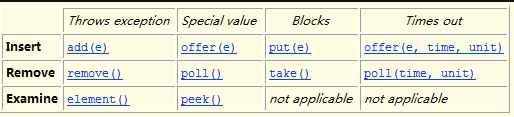 Throws exception Special value Blocks Times out
Insert add(e) offer(e) put(e) offer(e, time, unit)
Remove remove() poll() take() poll(time, unit)
Examine element() peek() not applicable not applicable